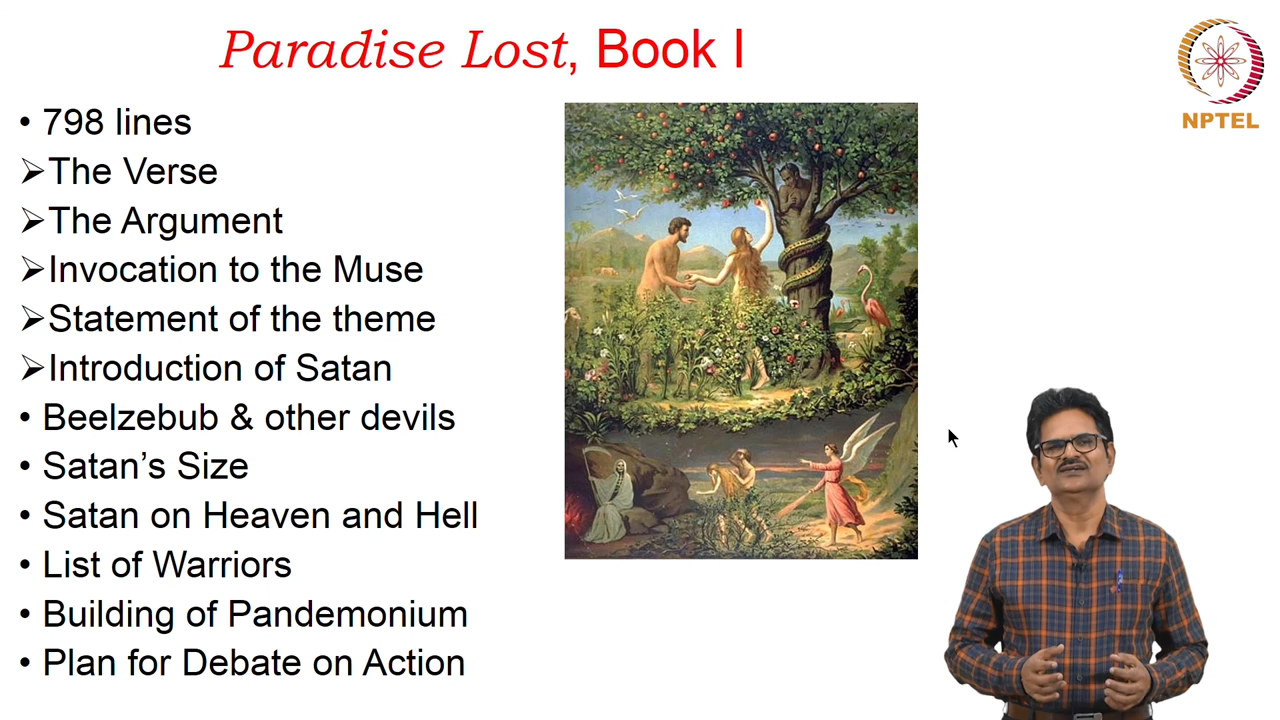 Paradise Lost, Book I
• 798 lines
➢The Verse
➢The Argument
➢Invocation to the Muse
➢Statement of the theme
➢Introduction of Satan
• Beelzebub & other devils
• Satan’s Size
• Satan on Heaven and Hell
• List of Warriors
• Building of Pandemonium
• Plan for Debate on Action
NPTEL